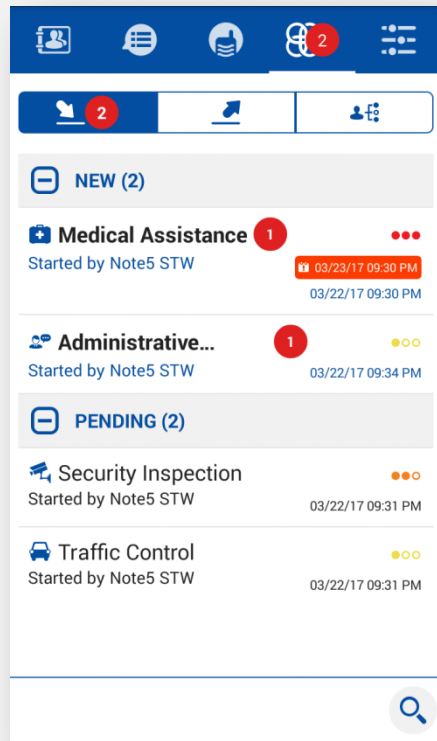 2
2
NEW (2)
Medical Assistance 1
Started by Note5 STW 03/23/17 09:30 PM
03/22/17 09:30 PM
Administrative... 1
Started by Note5 STW 03/22/17 09:34 PM
PENDING (2)
Security Inspection
Started by Note5 STW 03/22/17 09:31 PM
Traffic Control
Started by Note5 STW 03/22/17 09:31 PM